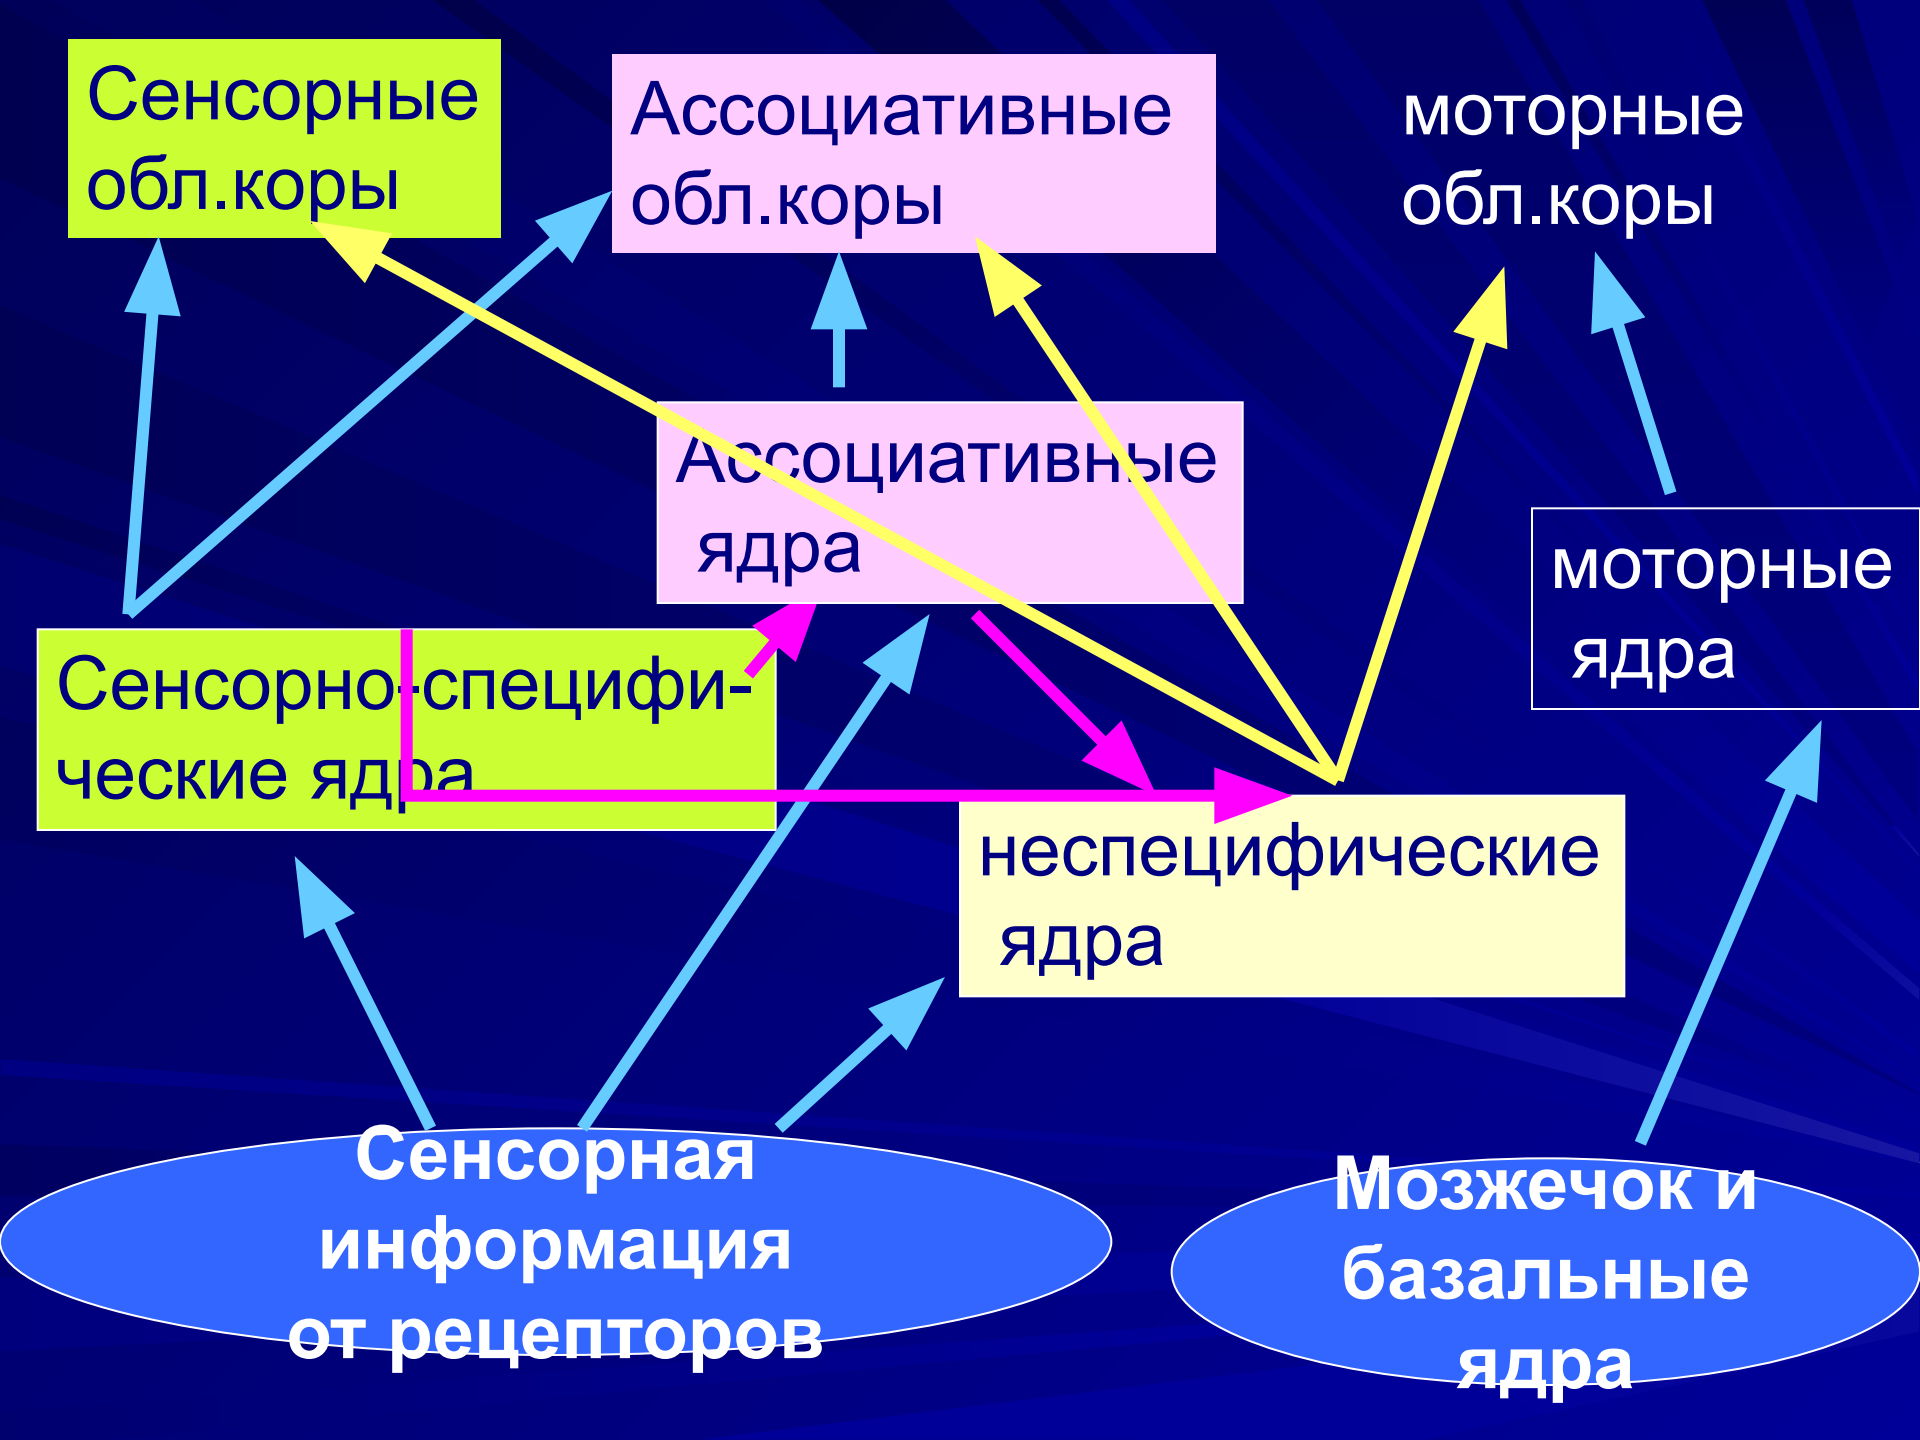 Сенсорные
обл.коры
Ассоциативные
обл.коры
моторные
обл.коры
Ассоциативные
ядра
моторные
ядра
Сенсорно-специфи-
ческие ядра
неспецифические
ядра
Сенсорная
информация
от рецепторов
Мозжечок и
базальные
ядра